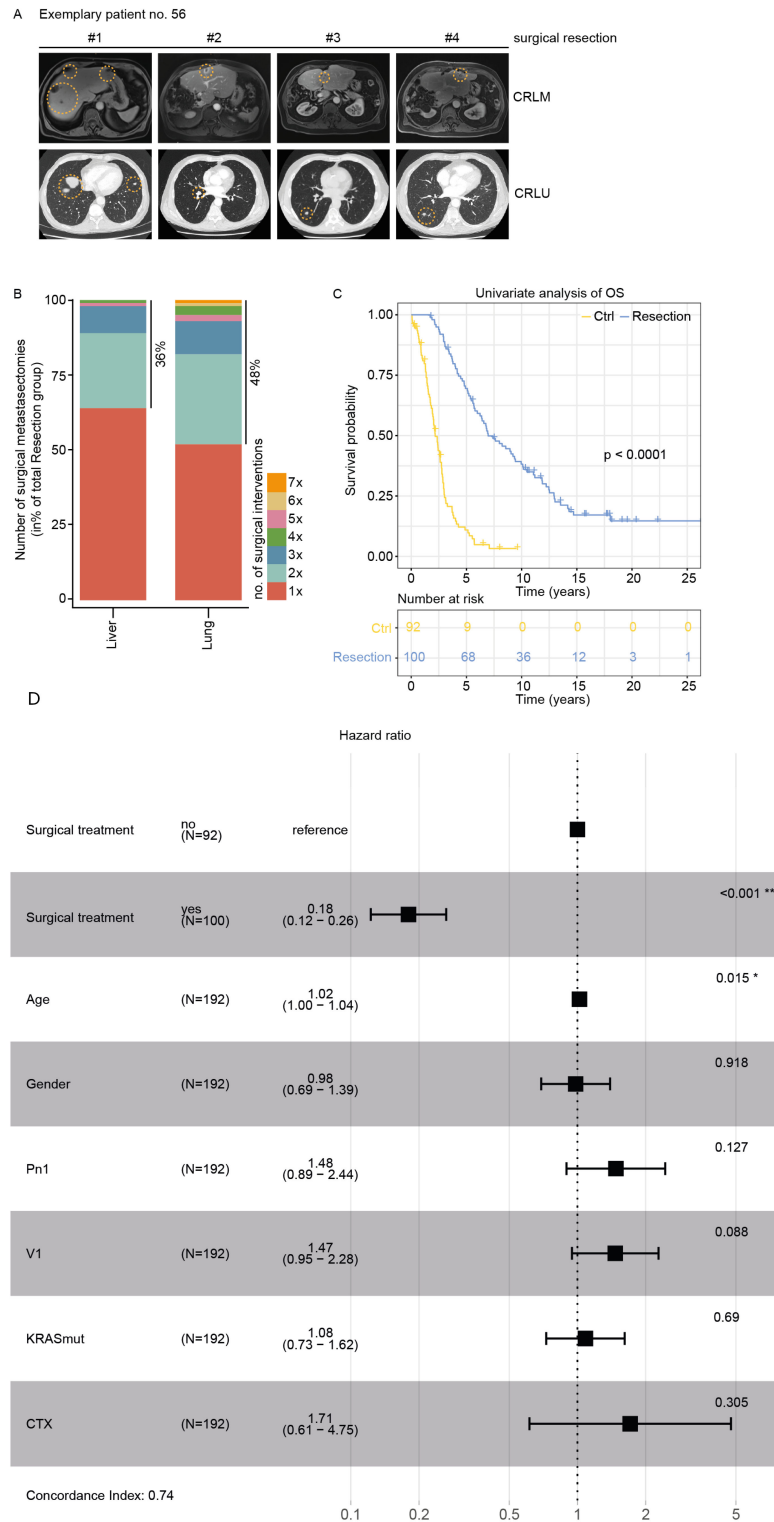 A Exemplary patient no. 56
#1 #2 #3 #4 surgical resection
CRLM
CRLU
B
Number of surgical metastasectomies
(in% of total Resection group)
100
75
50
25
0
36%
48%
Liver
Lung
no. of surgical interventions
7x
6x
5x
4x
3x
2x
1x
C
Univariate analysis of OS
Ctrl Resection
Survival probability
1.00
0.75
0.50
0.25
0.00
p < 0.0001
0 5 10 15 20 25
Time (years)
Number at risk
Ctrl 92 9 0 0 0 0
Resection 100 68 36 12 3 1
0 5 10 15 20 25
Time (years)
D
Hazard ratio
Surgical treatment no (N=92) reference
Surgical treatment yes (N=100) 0.18 (0.12 − 0.26) <0.001 **
Age (N=192) 1.02 (1.00 − 1.04) 0.015 *
Gender (N=192) 0.98 (0.69 − 1.39) 0.918
Pn1 (N=192) 1.48 (0.89 − 2.44) 0.127
V1 (N=192) 1.47 (0.95 − 2.28) 0.088
KRASmut (N=192) 1.08 (0.73 − 1.62) 0.69
CTX (N=192) 1.71 (0.61 − 4.75) 0.305
Concordance Index: 0.74
0.1 0.2 0.5 1 2 5